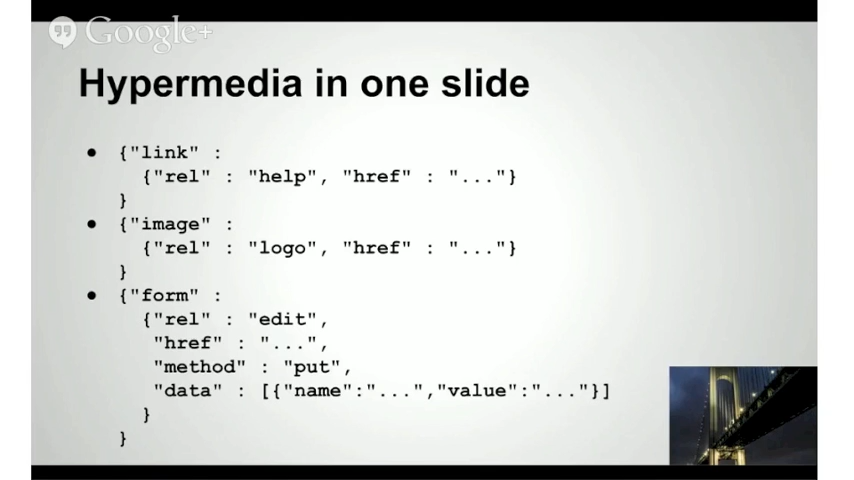 Google+
Hypermedia in one slide
● {"link" :
{"rel" : "help", "href" : "..."}
}
● {"image" :
{"rel" : "logo", "href" : "..."}
}
● {"form" :
{"rel" : "edit",
"href" : "...",
"method" : "put",
"data" : [{"name":"...","value":"..."}]
}
}